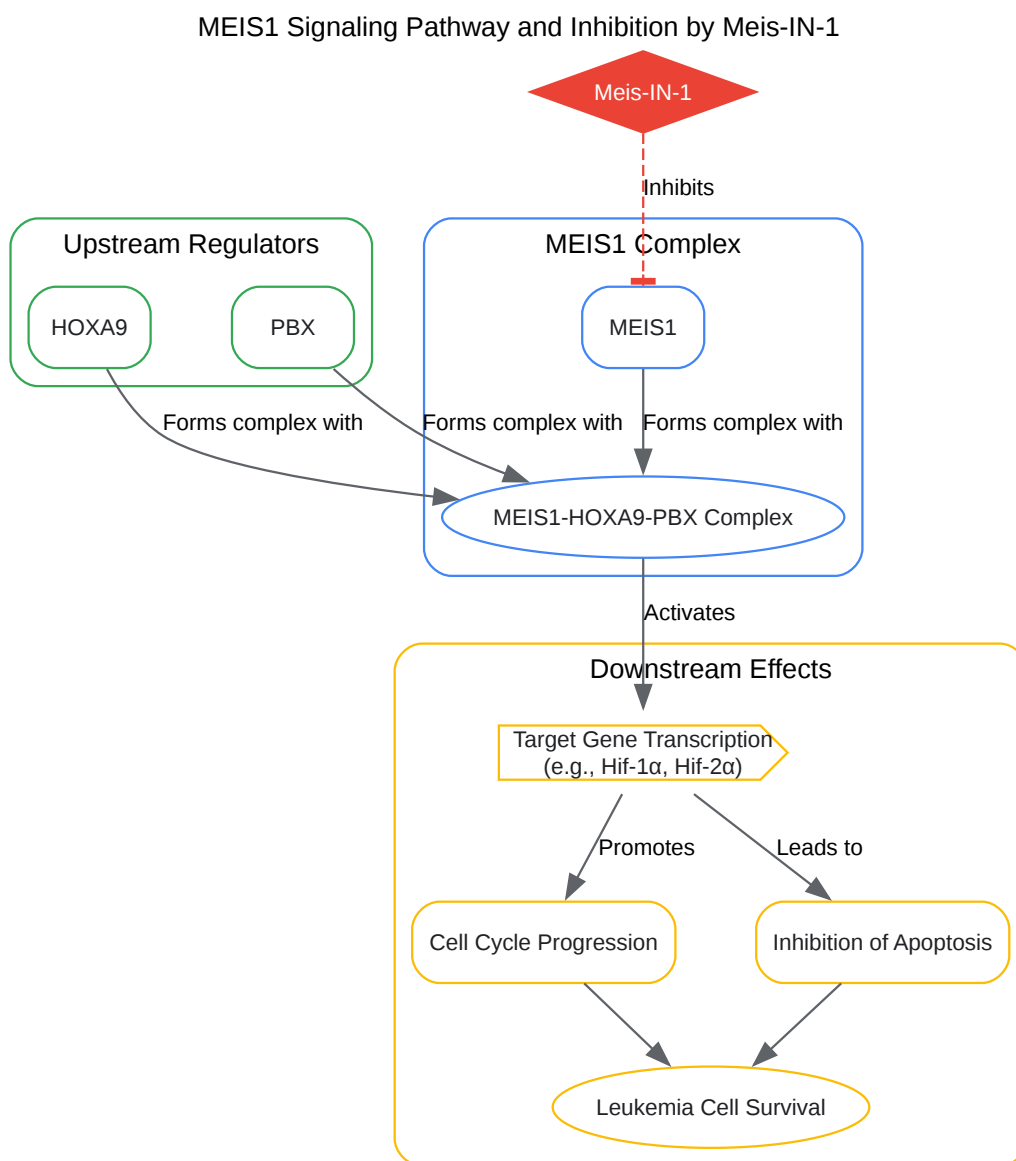 MEIS1 Signaling Pathway and Inhibition by Meis-IN-1
Meis-IN-1
Inhibits
Upstream Regulators
MEIS1 Complex
HOXA9
PBX
MEIS1
Forms complex with
Forms complex with
Forms complex with
MEIS1-HOXA9-PBX Complex
Activates
Downstream Effects
Target Gene Transcription
(e.g., Hif-1α, Hif-2α)
Promotes
Leads to
Cell Cycle Progression
Inhibition of Apoptosis
Leukemia Cell Survival